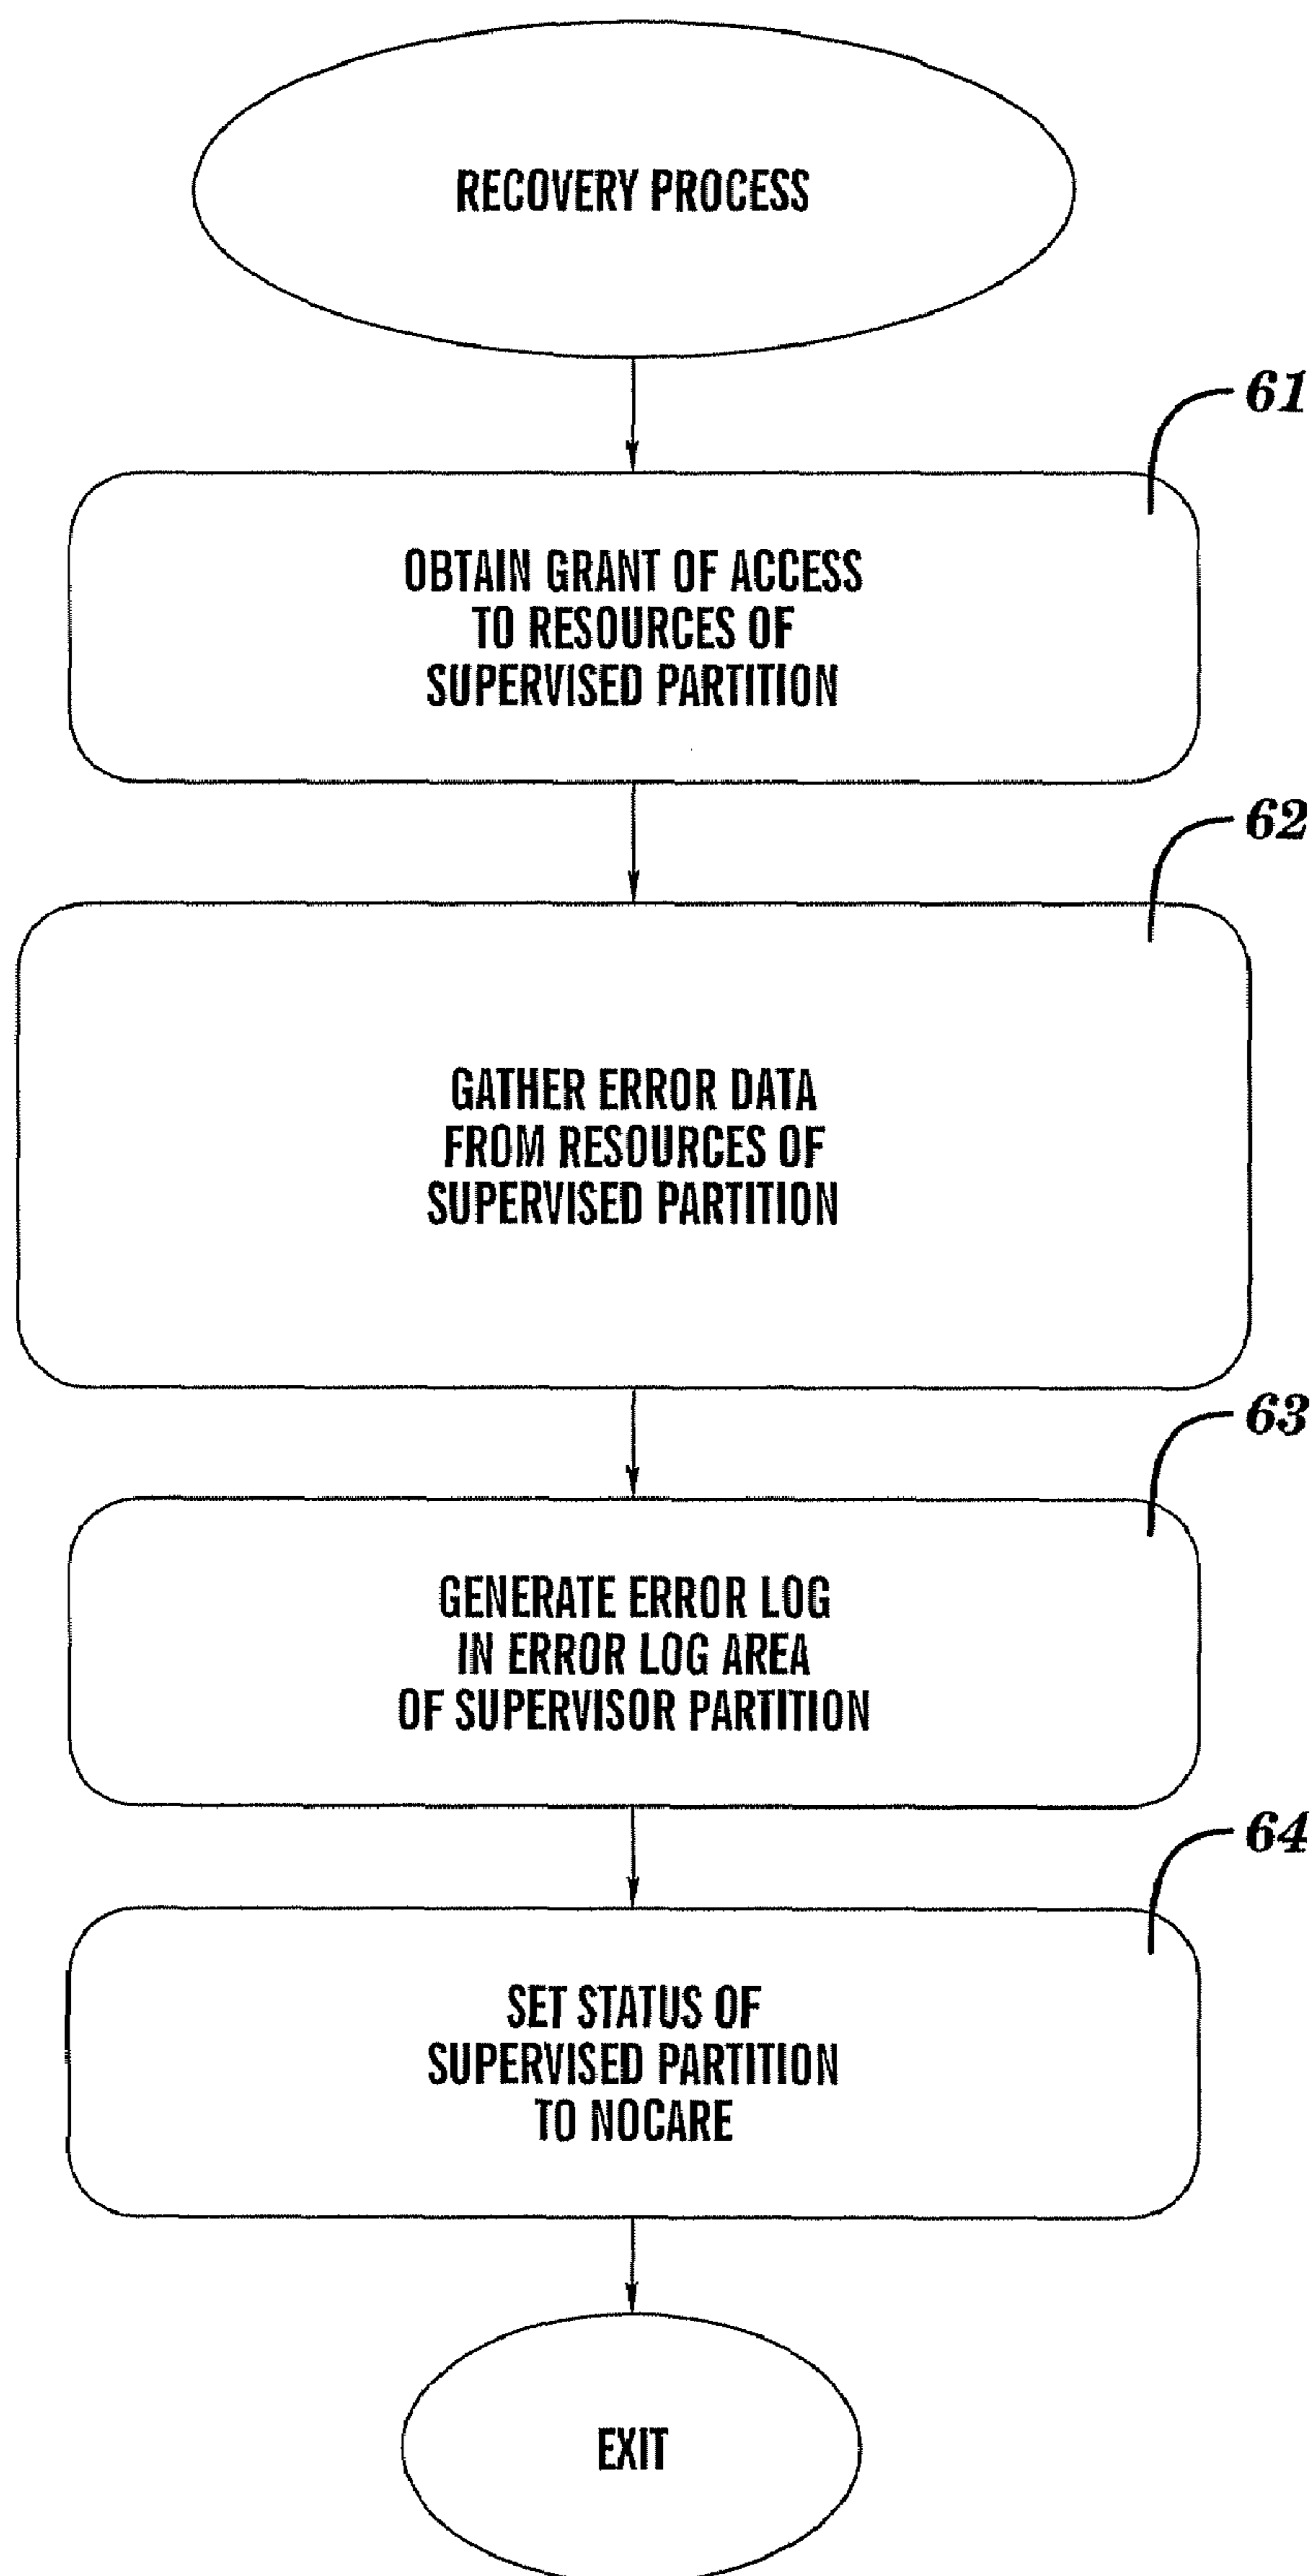 RECOVERY PROCESS
61
OBTAIN GRANT OF ACCESS
TO RESOURCES OF
SUPERVISED PARTITION
62
GATHER ERROR DATA
FROM RESOURCES OF
SUPERVISED PARTITION
63
GENERATE ERROR LOG
IN ERROR LOG AREA
OF SUPERVISOR PARTITION
64
SET STATUS OF
SUPERVISED PARTITION
TO NOCARE
EXIT